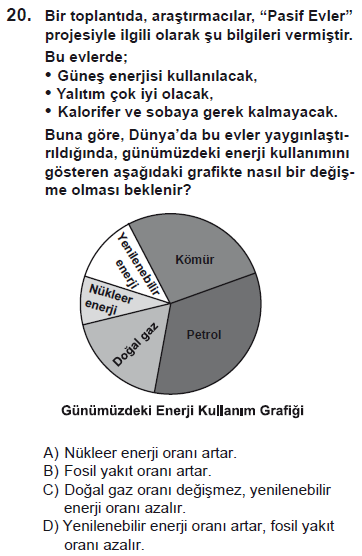 20. Bir toplantıda, araştırmacılar, “Pasif Evler”
projesiyle ilgili olarak şu bilgileri vermiştir.
Bu evlerde;
• Güneş enerjisi kullanılacak,
• Yalıtım çok iyi olacak,
• Kalorifer ve sobaya gerek kalmayacak.
Buna göre, Dünya’da bu evler yaygınlaştı-
rıldığında, günümüzdeki enerji kullanımını
gösteren aşağıdaki grafikte nasıl bir değiş-
me olması beklenir?
Yenilenebilir
enerji
Kömür
Nükleer
enerji
Doğal gaz
Petrol
Günümüzdeki Enerji Kullanım Grafiği
A) Nükleer enerji oranı artar.
B) Fosil yakıt oranı artar.
C) Doğal gaz oranı değişmez, yenilenebilir
enerji oranı azalır.
D) Yenilenebilir enerji oranı artar, fosil yakıt
oranı azalır.